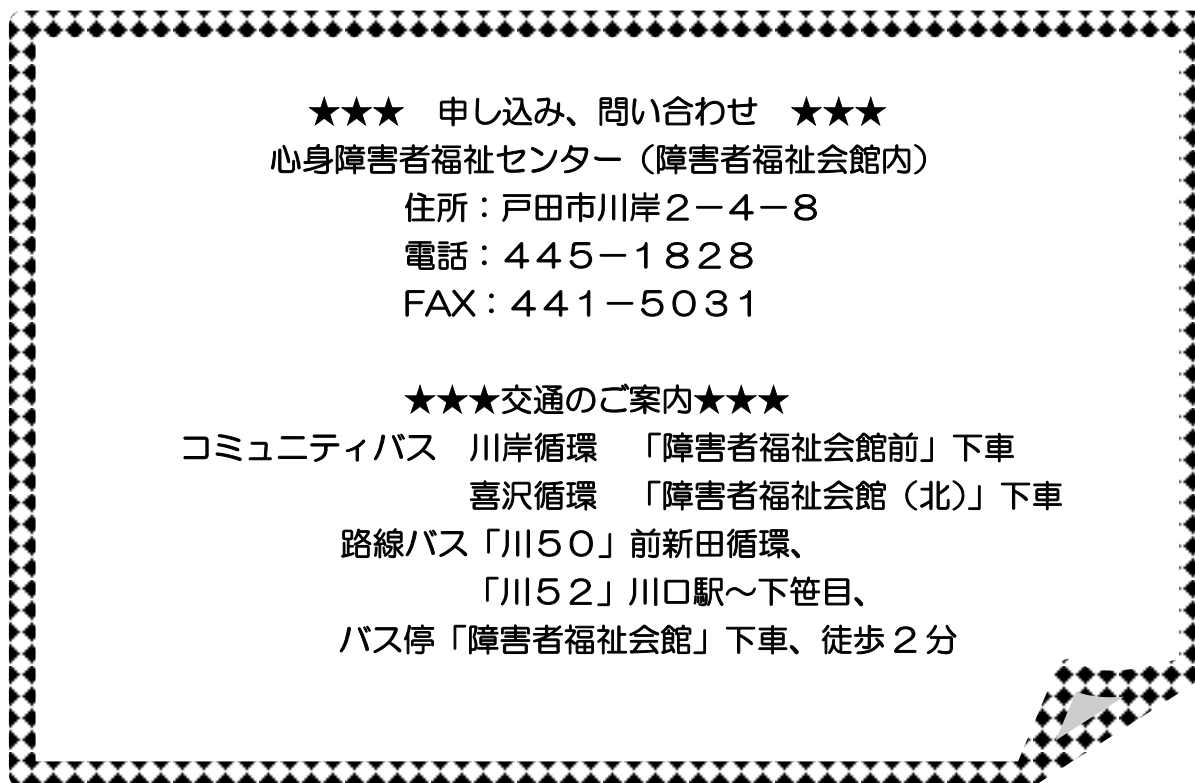 ★★★　申し込み、問い合わせ　★★★
心身障害者福祉センター（障害者福祉会館内）
住所：戸田市川岸２－４－８
電話：４４５－１８２８
FAX：４４１－５０３１
★★★交通のご案内★★★
コミュニティバス　川岸循環　「障害者福祉会館前」下車
喜沢循環　「障害者福祉会館（北）」下車
路線バス「川５０」前新田循環、
「川５２」川口駅～下笹目、
バス停「障害者福祉会館」下車、徒歩２分